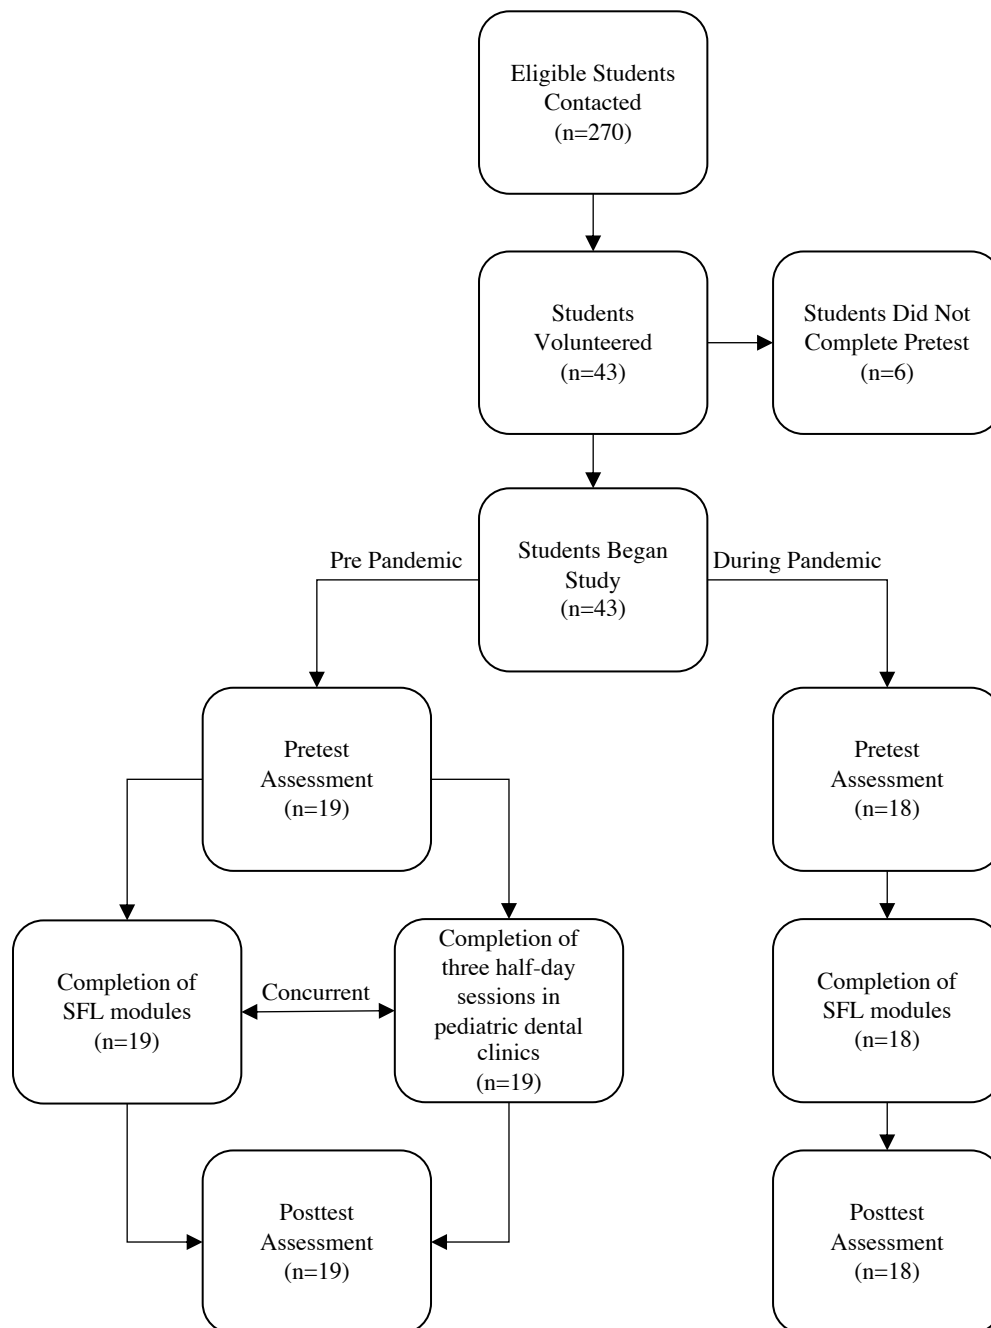 Eligible Students
Contacted
(n=270)
Students
Volunteered
(n=43)
Students Did Not
Complete Pretest
(n=6)
Students Began
Study
(n=43)
Pre Pandemic
During Pandemic
Pretest
Assessment
(n=19)
Pretest
Assessment
(n=18)
Completion of
SFL modules
(n=19)
Concurrent
Completion of
three half-day
sessions in
pediatric dental
clinics
(n=19)
Completion of
SFL modules
(n=18)
Posttest
Assessment
(n=19)
Posttest
Assessment
(n=18)